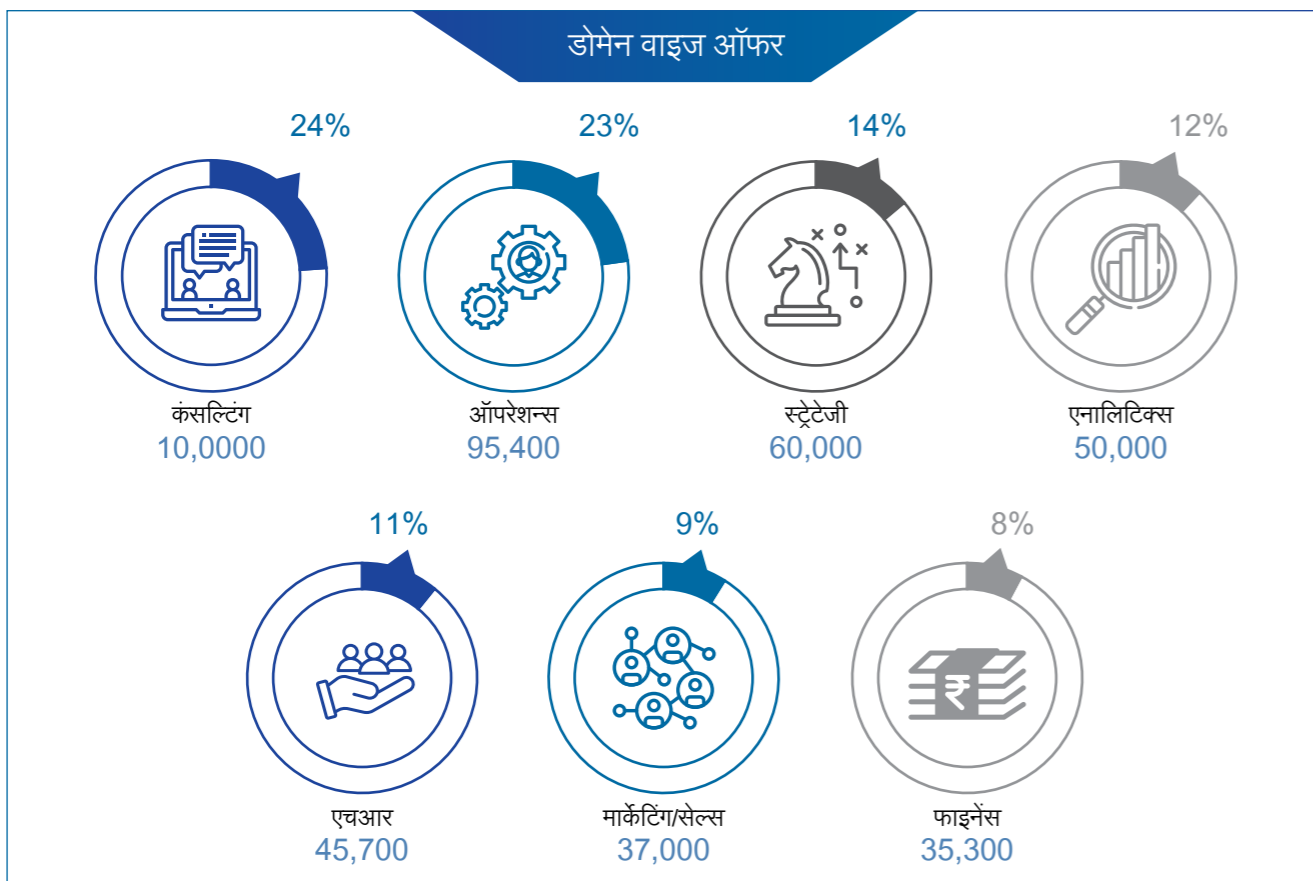 डोमेन वाइज ऑफर
24%
23%
14%
12%
कंसल्टिंग
10,0000
ऑपरेशन्स
95,400
स्ट्रेटेजी
60,000
एनालिटिक्स
50,000
11%
9%
8%
₹
एचआर
45,700
मार्केटिंग/सेल्स
37,000
फाइनेंस
35,300